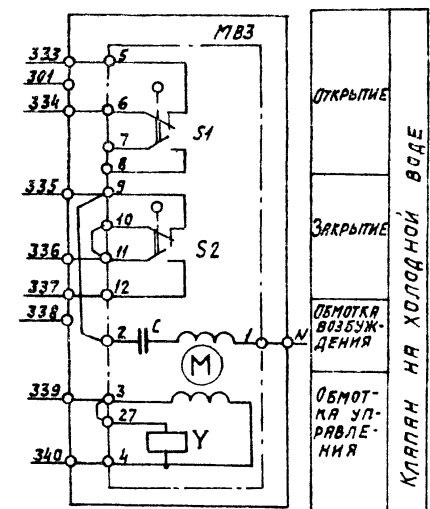 МВ3
333
5
301
334
6
7
S1
8
335
9
10
336
11
S2
337
12
338
2
C
1
N
M
339
3
27
Y
340
4
ОТКРЫТИЕ
ЗАКРЫТИЕ
ОБМОТКА
ВОЗБУЖ-
ДЕНИЯ
ОБМОТ-
КА УП-
РАВЛЕ-
НИЯ
КЛАПАН НА ХОЛОДНОЙ ВОДЕ